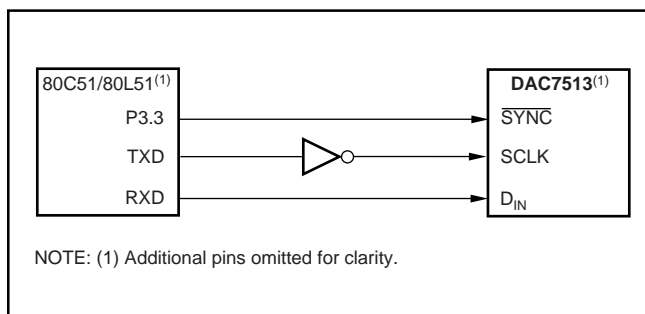 80C51/80L51(1)
DAC7513(1)
P3.3
SYNC
TXD
SCLK
RXD
DIN
NOTE: (1) Additional pins omitted for clarity.